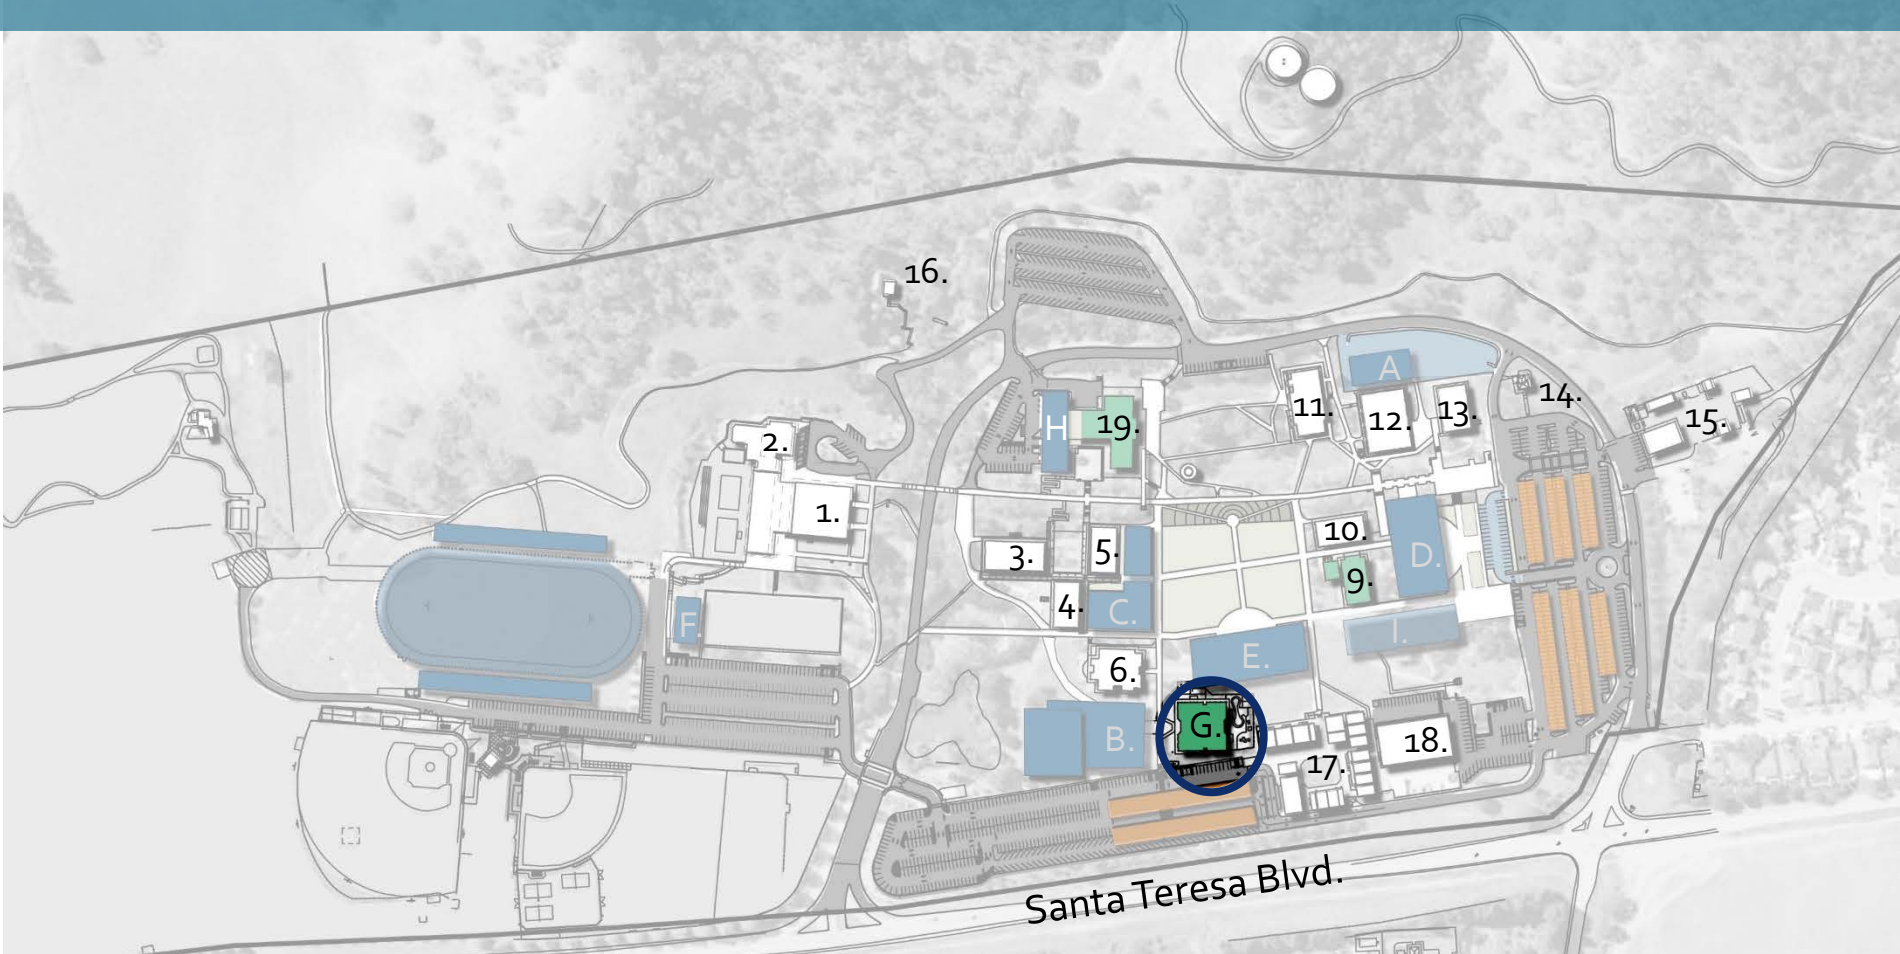 16.
A
14.
11.
12.
13.
15.
H
19.
2.
1.
10.
3.
5.
D.
9.
4.
C.
F
I.
E.
6.
G.
B.
18.
17.
Santa Teresa Blvd.